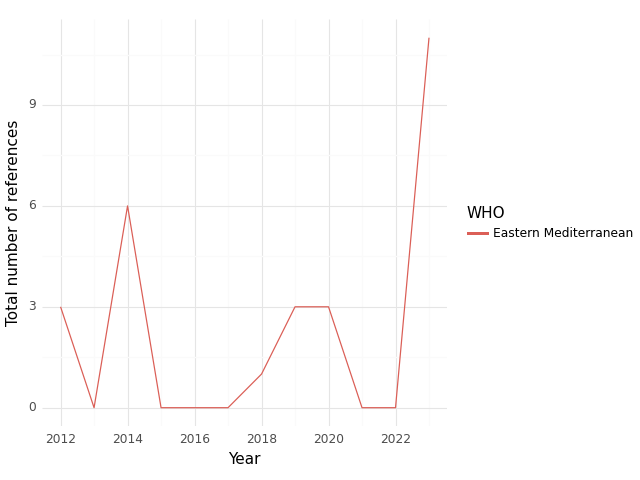 Total number of references
9
6
3
0
2012 2014 2016 2018 2020 2022
Year
WHO
Eastern Mediterranean